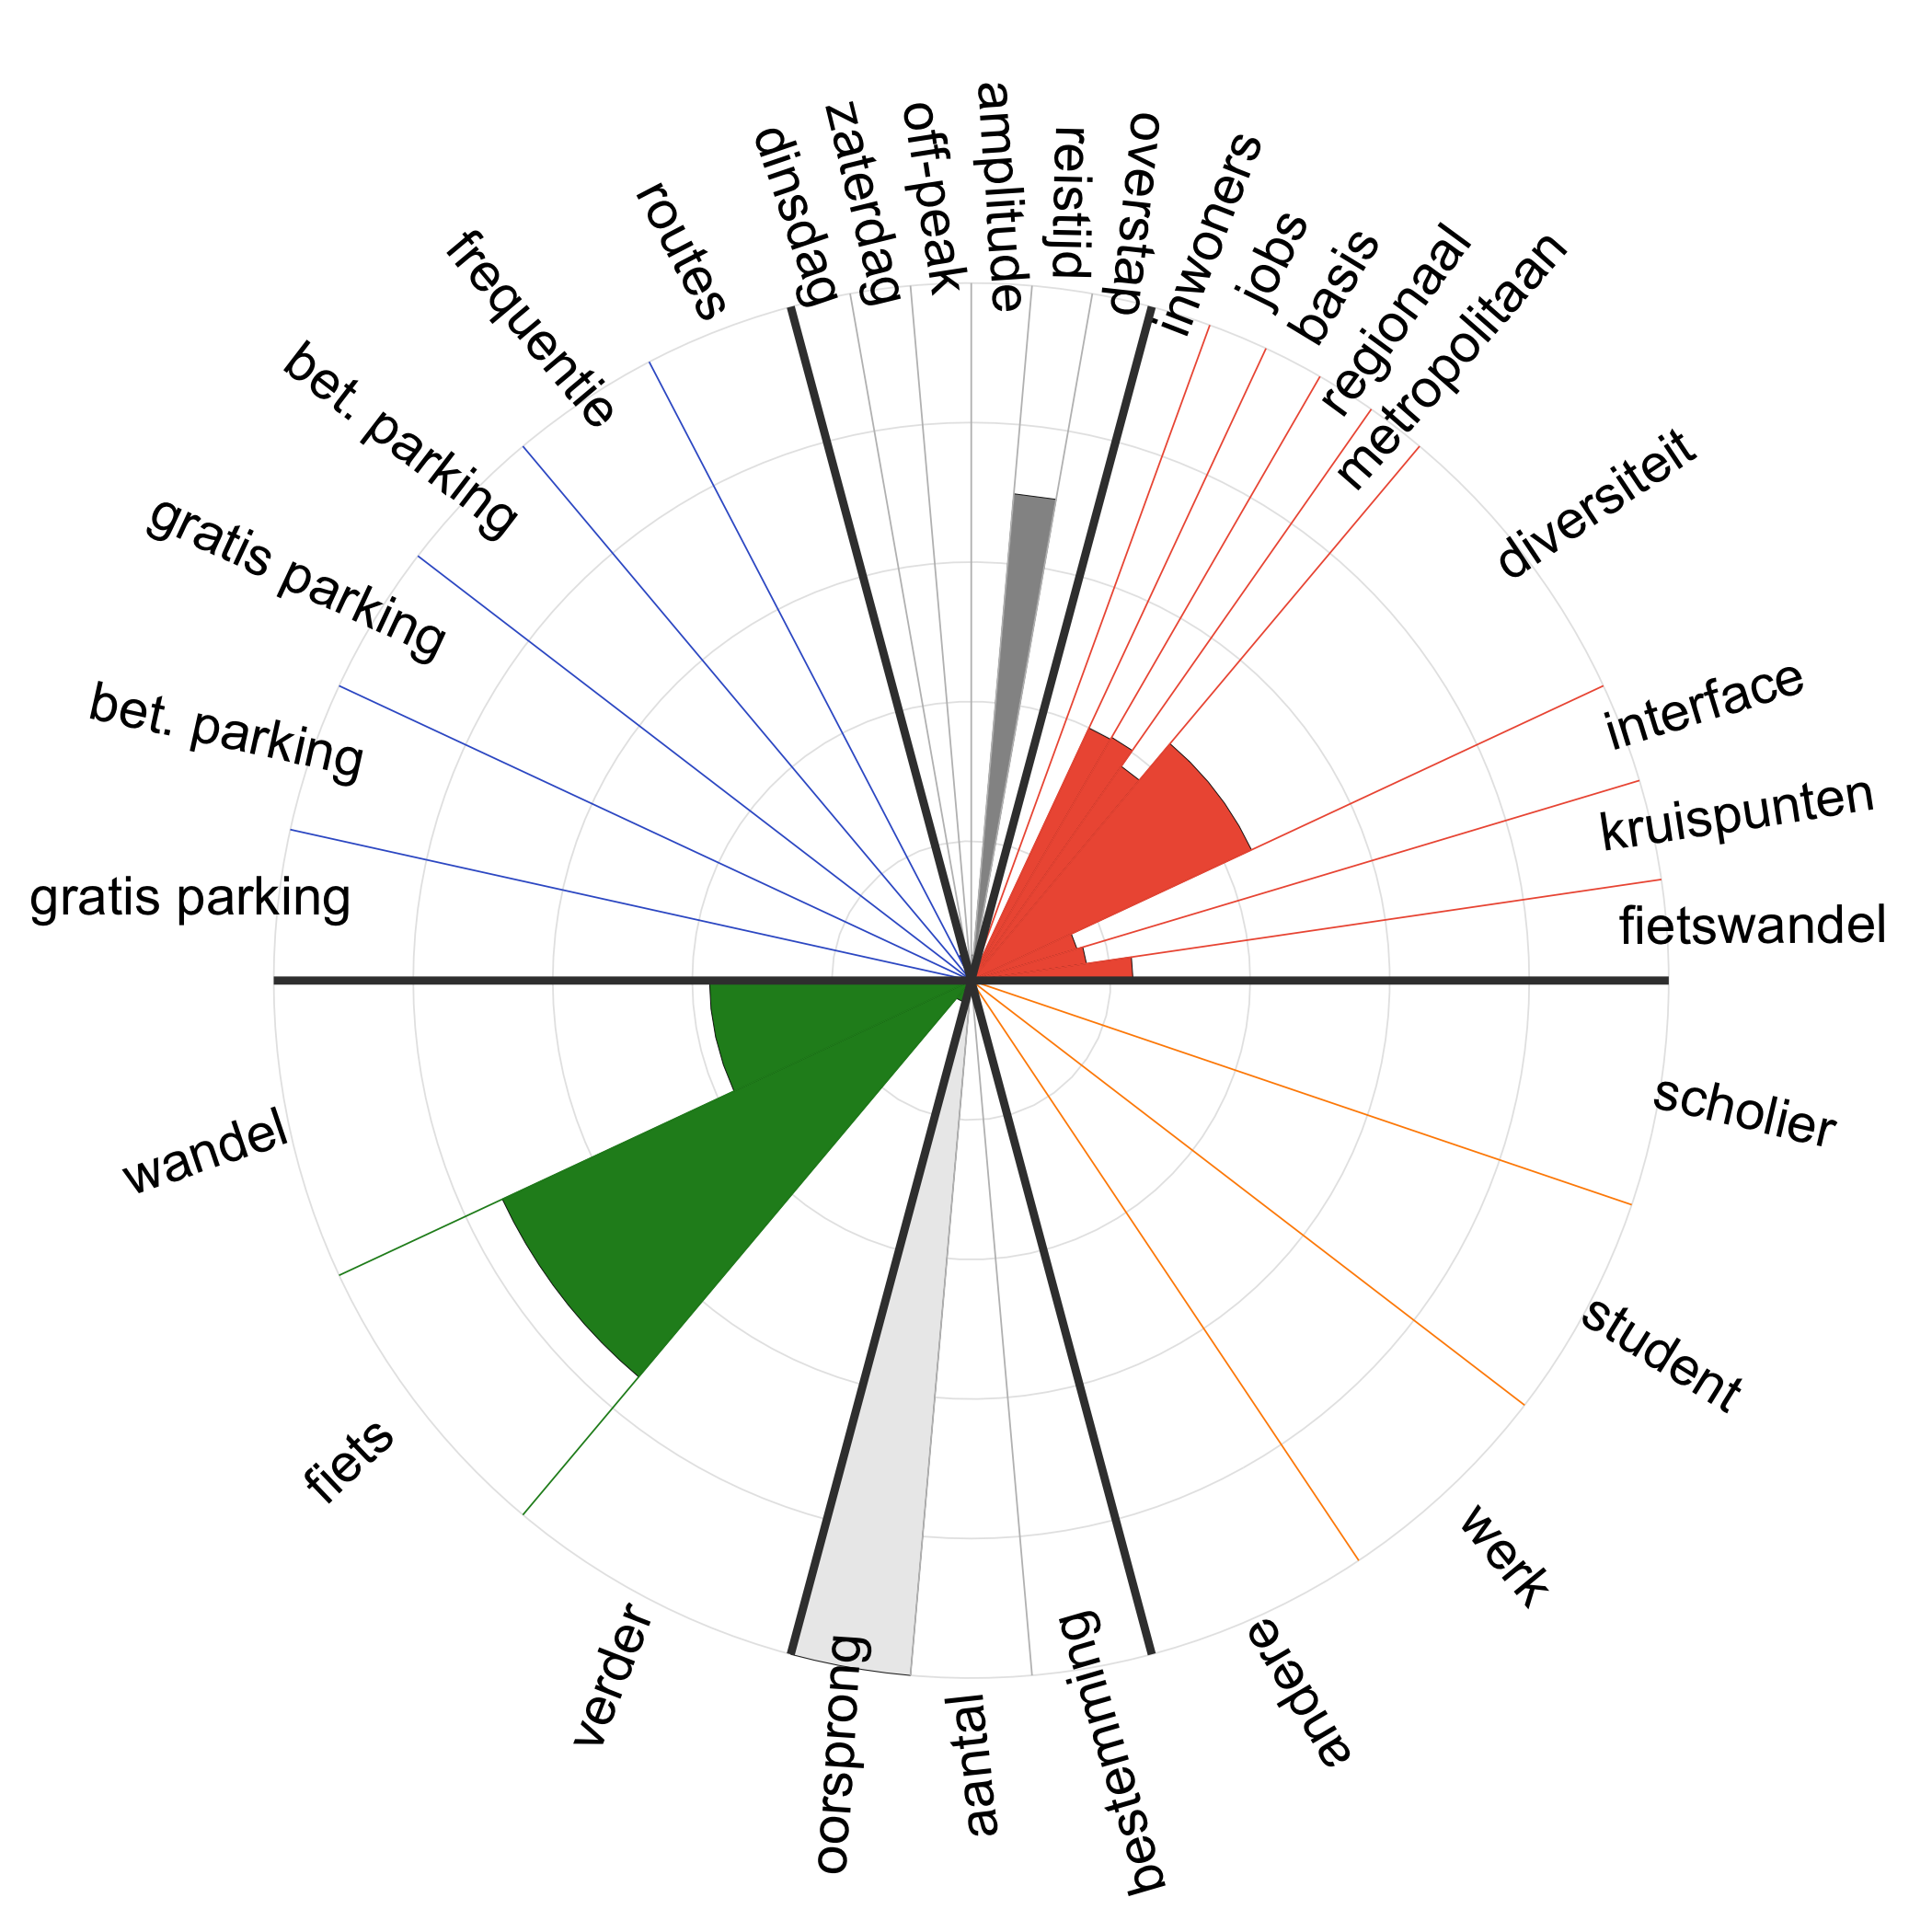 dinsdag
zaterdag
off-peak
amplitude
reistijd
overstap
inwoners
jobs
basis
regionaal
metropolitaan
diversiteit
interface
kruispunten
fietswandel
scholier
student
werk
andere
bestemming
aantal
oorsprong
verder
fiets
wandel
gratis parking
bet. parking
gratis parking
bet. parking
frequentie
routes